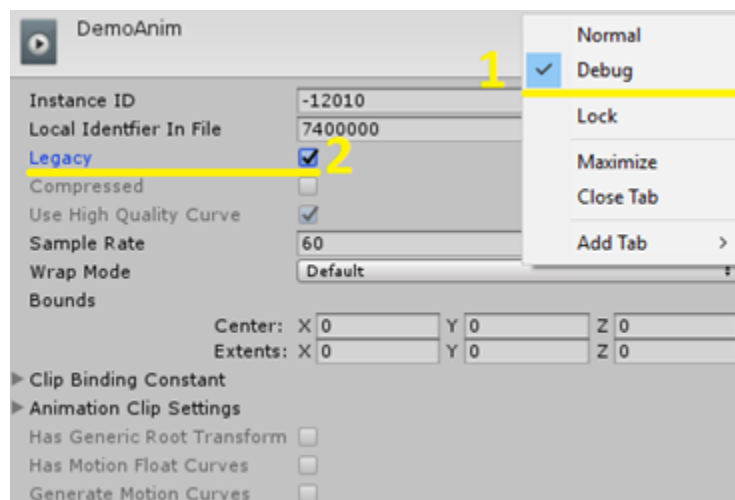 DemoAnim
Normal
1
Debug
Instance ID -12010
Lock
Local Identfier In File 7400000
Legacy 2
Maximize
Compressed
Close Tab
Use High Quality Curve
Sample Rate 60
Add Tab
Wrap Mode Default
Bounds
Center: X 0 Y 0 Z 0
Extents: X 0 Y 0 Z 0
Clip Binding Constant
Animation Clip Settings
Has Generic Root Transform
Has Motion Float Curves
Generate Motion Curves